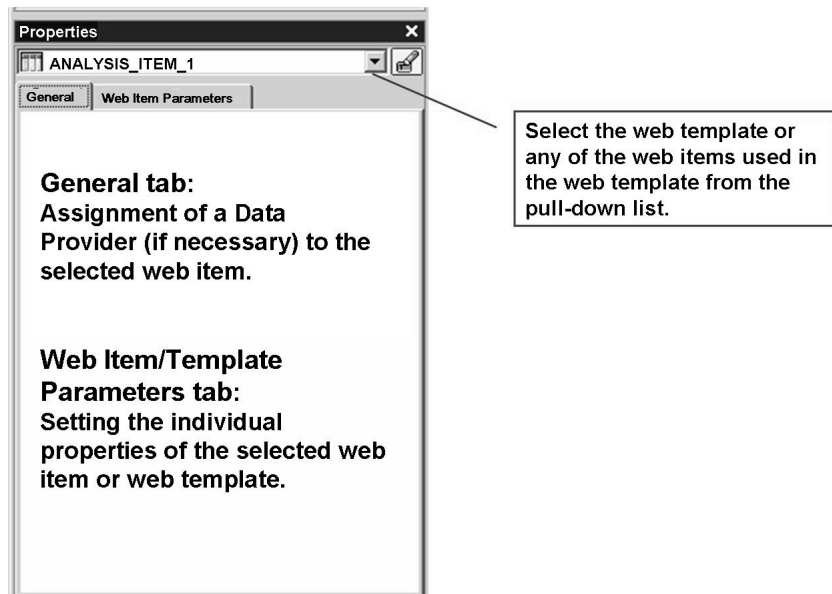 Properties
ANALYSIS_ITEM_1
General
Web Item Parameters
General tab:
Assignment of a Data
Provider (if necessary) to the
selected web item.
Web Item/Template
Parameters tab:
Setting the individual
properties of the selected web
item or web template.
Select the web template or
any of the web items used in
the web template from the
pull-down list.